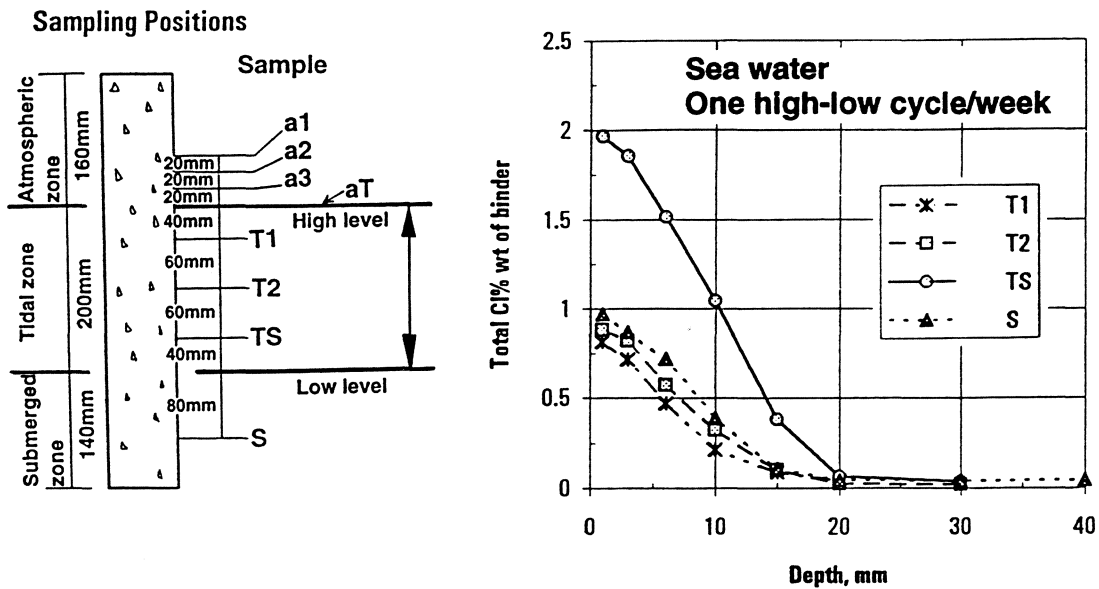 Sampling Positions
Sample
Atmospheric
zone
160mm
a1
20mm
a2
20mm
a3
20mm
aT
High level
40mm
T1
Tidal zone
200mm
60mm
T2
60mm
TS
40mm
Low level
Submerged
zone
140mm
80mm
S
Sea water
One high-low cycle/week
Total Cl% wt of binder
2.5
2
1.5
1
0.5
0
T1
T2
TS
S
0
10
20
30
40
Depth, mm